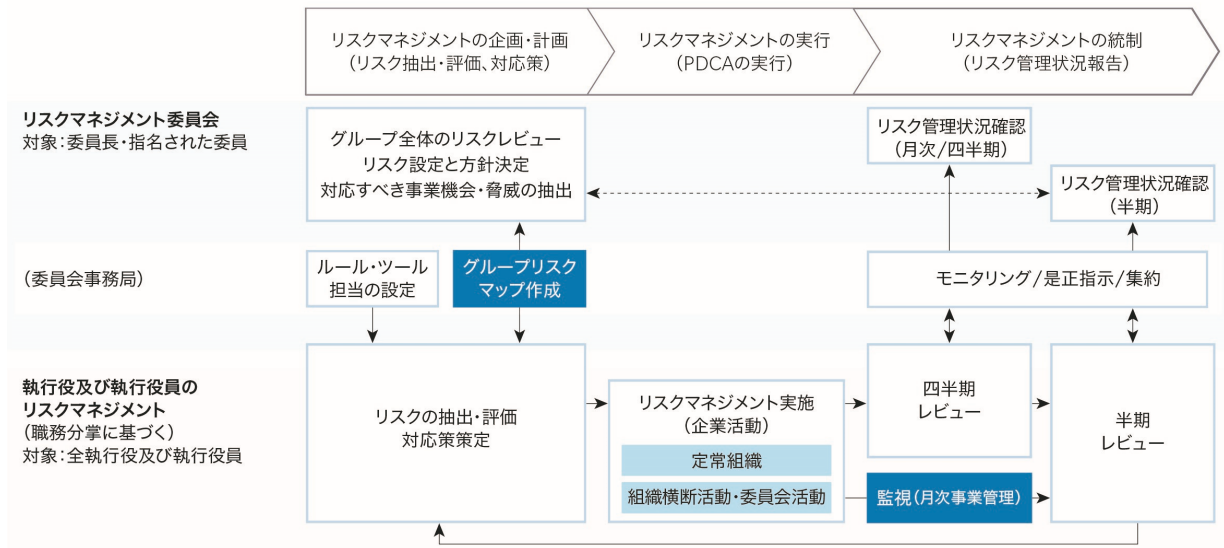 リスクマネジメントの企画・計画
(リスク抽出・評価、対応策)
リスクマネジメントの実行
(PDCAの実行)
リスクマネジメントの統制
(リスク管理状況報告)
リスクマネジメント委員会
対象:委員長・指名された委員
グループ全体のリスクレビュー
リスク設定と方針決定
対応すべき事業機会・脅威の抽出
リスク管理状況確認
(月次/四半期)
リスク管理状況確認
(半期)
(委員会事務局)
ルール・ツール
担当の設定
グループリスク
マップ作成
モニタリング/是正指示/集約
執行役及び執行役員の
リスクマネジメント
(職務分掌に基づく)
対象:全執行役及び執行役員
リスクの抽出・評価
対応策策定
リスクマネジメント実施
(企業活動)
定常組織
組織横断活動・委員会活動
四半期
レビュー
監視(月次事業管理)
半期
レビュー